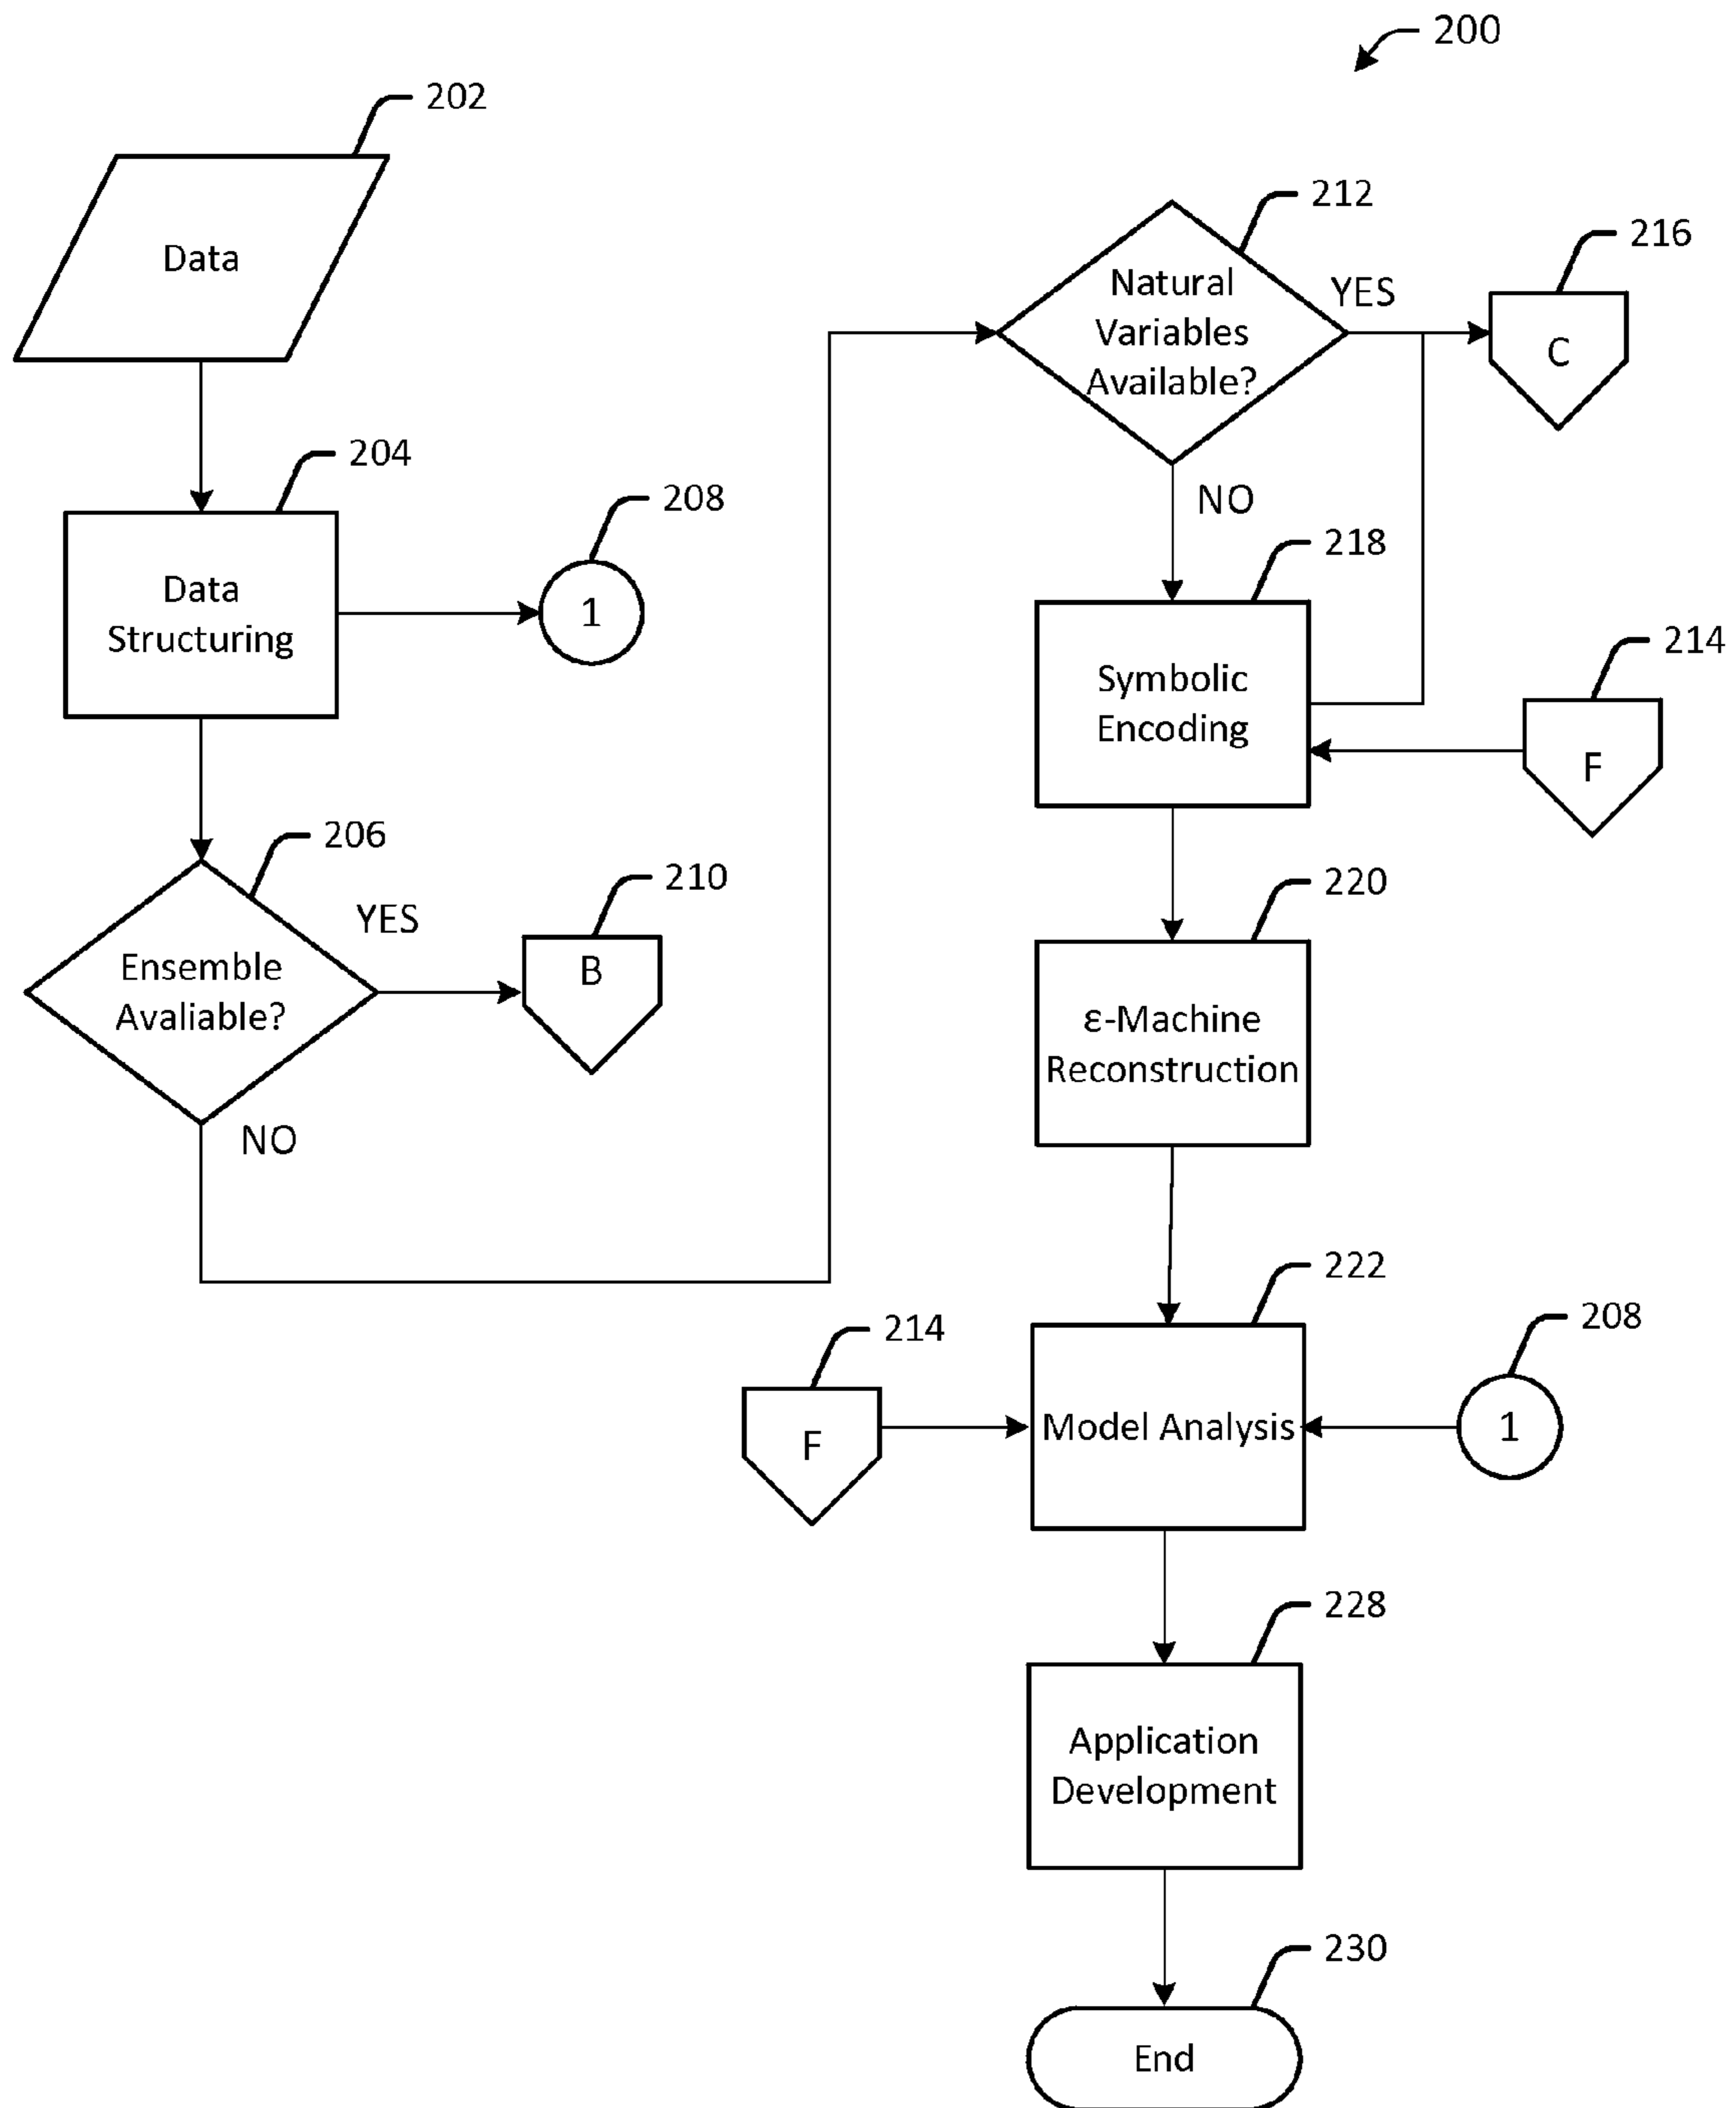 200
202
Data
204
Data
Structuring
208
1
206
Ensemble
Avaliable?
YES
NO
210
B
212
Natural
Variables
Available?
YES
NO
216
C
218
Symbolic
Encoding
214
F
220
ε-Machine
Reconstruction
222
Model Analysis
214
F
208
1
228
Application
Development
230
End